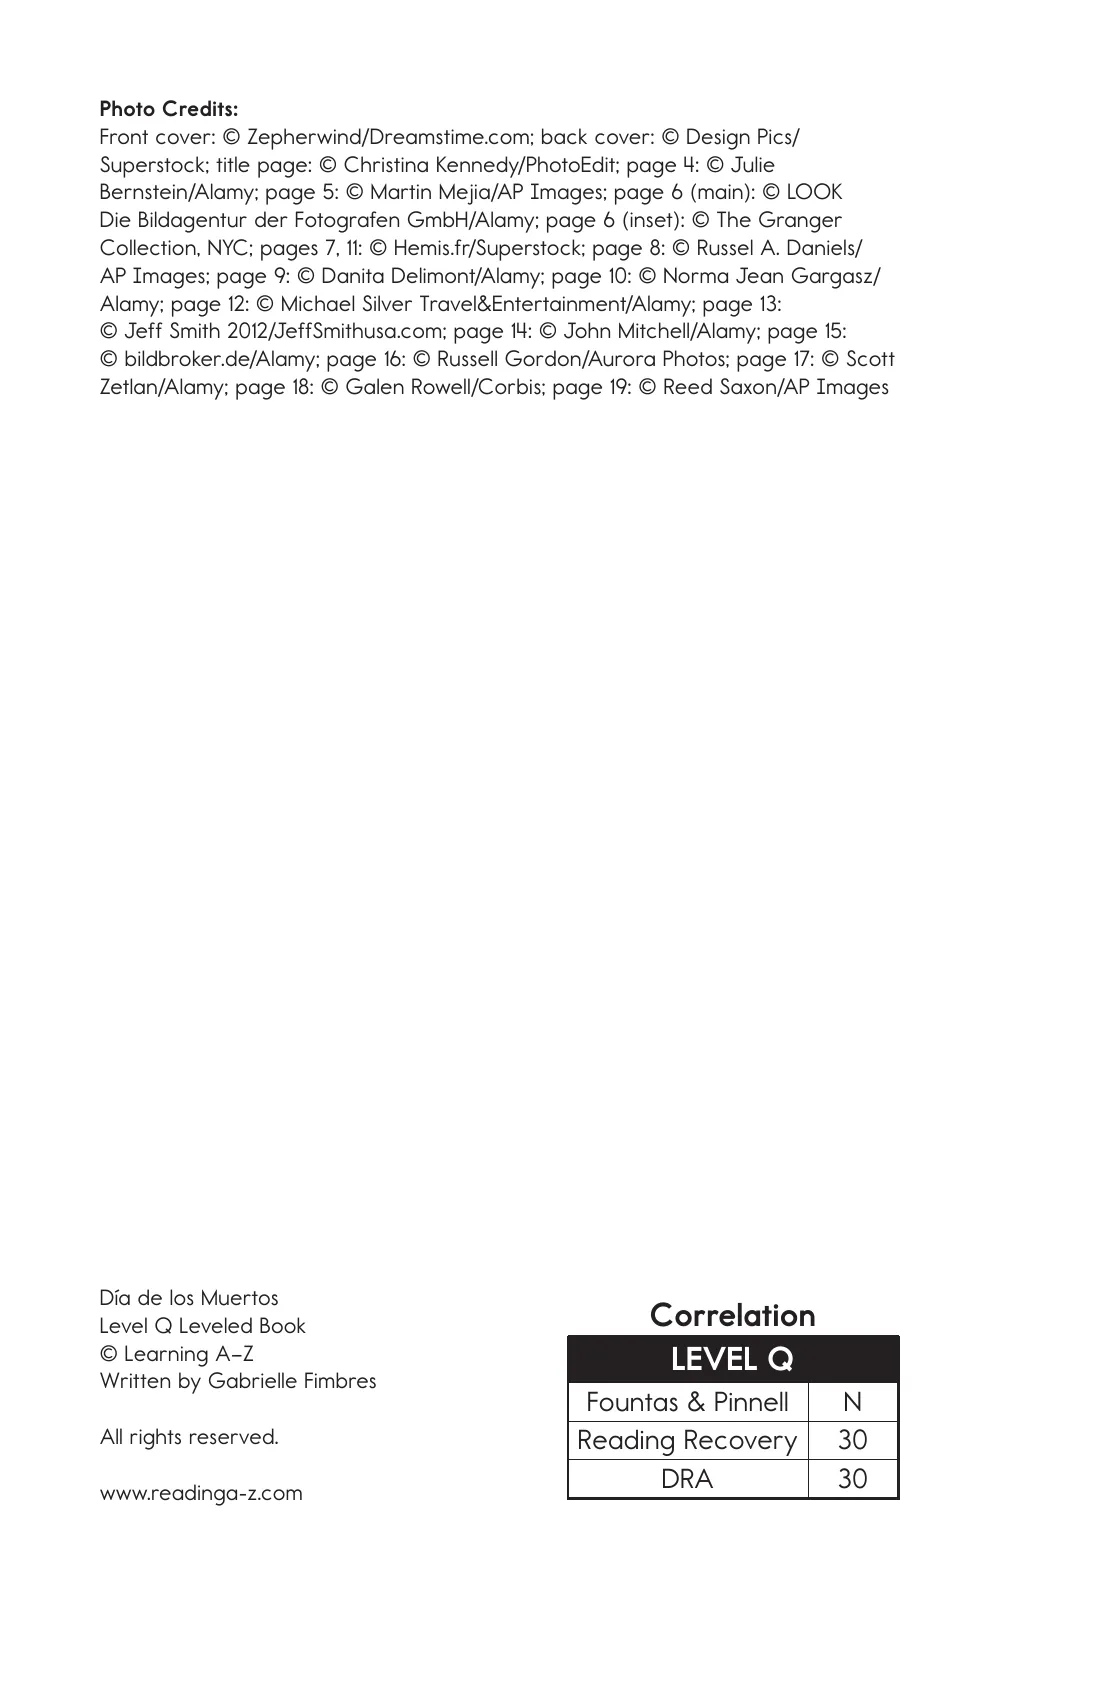 Photo Credits:
Front cover: © Zepherwind/Dreamstime.com; back cover: © Design Pics/
Superstock; title page: © Christina Kennedy/PhotoEdit; page 4: © Julie
Bernstein/Alamy; page 5: © Martin Mejia/AP Images; page 6 (main): © LOOK
Die Bildagentur der Fotografen GmbH/Alamy; page 6 (inset): © The Granger
Collection, NYC; pages 7, 11: © Hemis.fr/Superstock; page 8: © Russel A. Daniels/
AP Images; page 9: © Danita Delimont/Alamy; page 10: © Norma Jean Gargasz/
Alamy; page 12: © Michael Silver Travel&Entertainment/Alamy; page 13:
© Jeff Smith 2012/JeffSmithusa.com; page 14: © John Mitchell/Alamy; page 15:
© bildbroker.de/Alamy; page 16: © Russell Gordon/Aurora Photos; page 17: © Scott
Zetlan/Alamy; page 18: © Galen Rowell/Corbis; page 19: © Reed Saxon/AP Images
Día de los Muertos
Level Q Leveled Book
© Learning A–Z
Written by Gabrielle Fimbres
All rights reserved.
www.readinga-z.com
Correlation
LEVEL Q
Fountas & Pinnell N
Reading Recovery 30
DRA 30